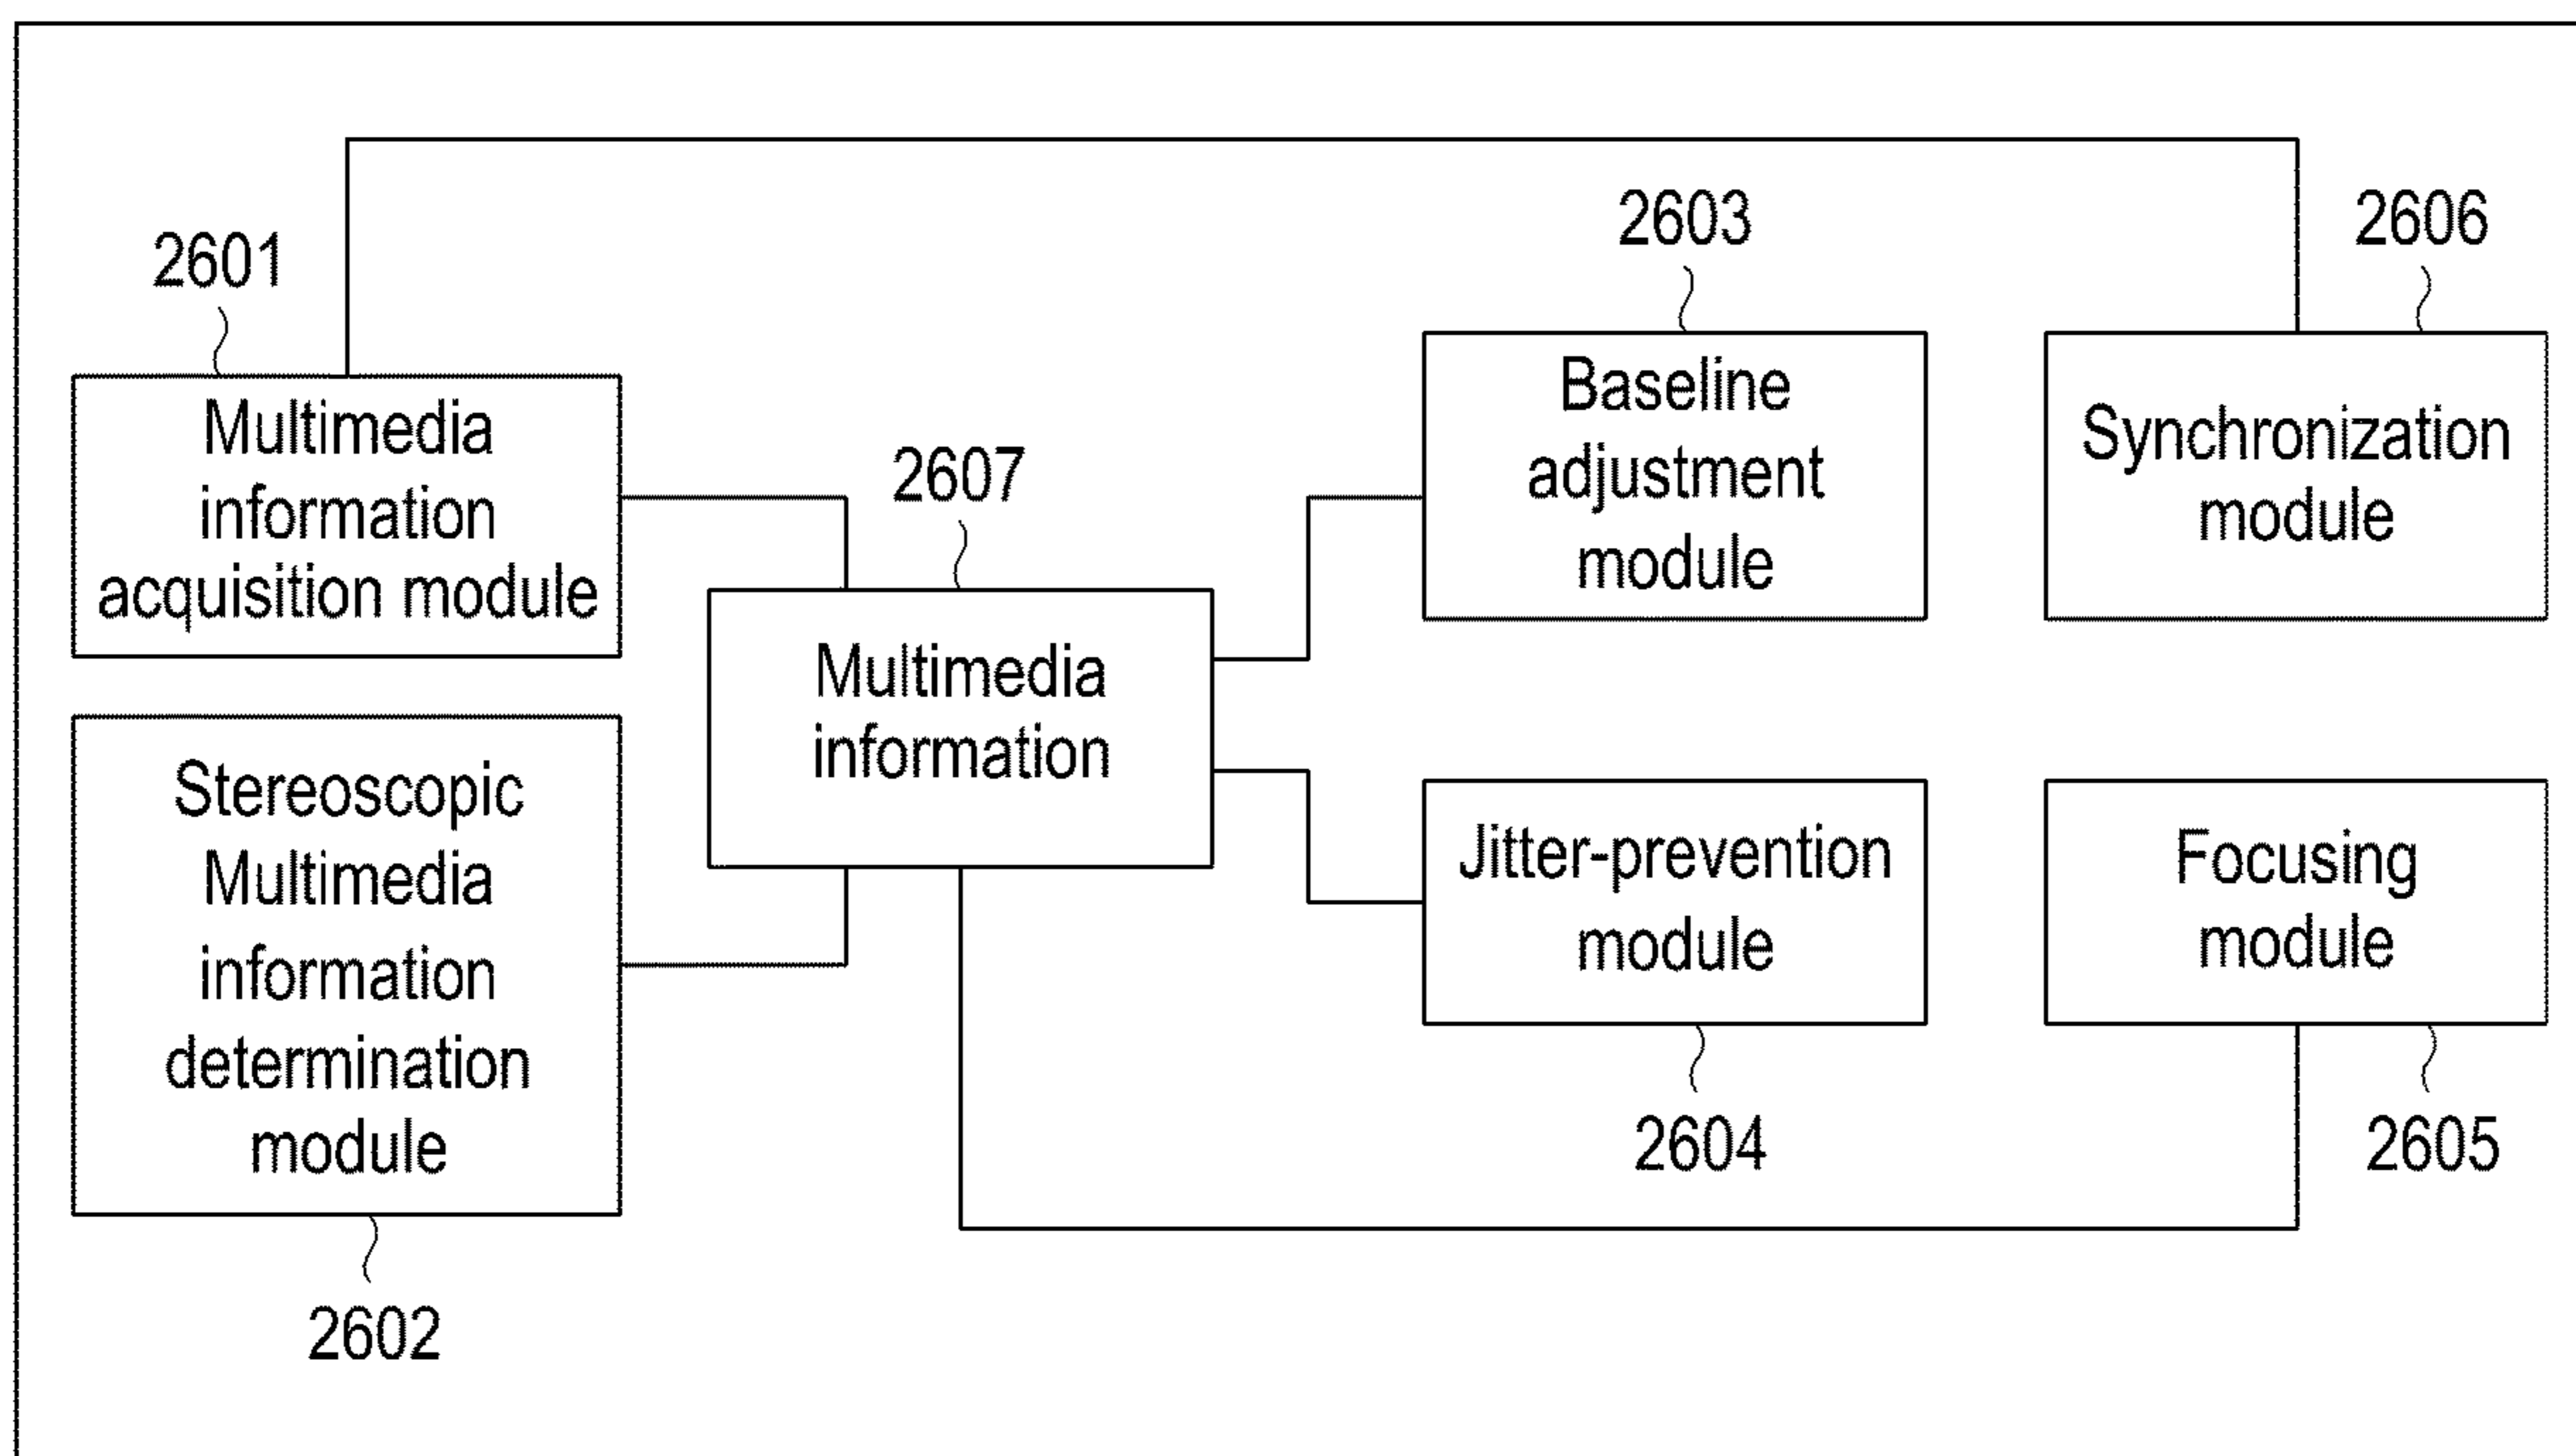 2601
Multimedia
information
acquisition module
Stereoscopic
Multimedia
information
determination
module
2602
2607
Multimedia
information
2603
Baseline
adjustment
module
Jitter-prevention
module
2604
2606
Synchronization
module
Focusing
module
2605